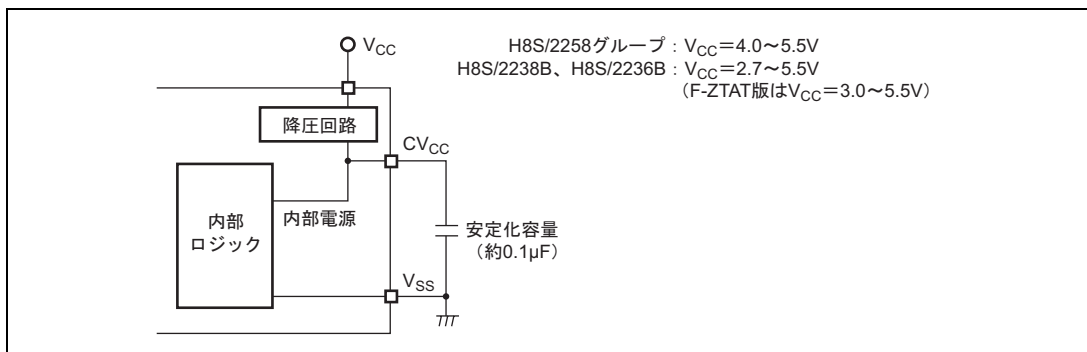 V_CC
H8S/2258グループ：V_CC＝4.0～5.5V
H8S/2238B、H8S/2236B：V_CC＝2.7～5.5V
（F-ZTAT版はV_CC＝3.0～5.5V）
降圧回路
CV_CC
内部
ロジック
内部電源
安定化容量
（約0.1μF）
V_SS